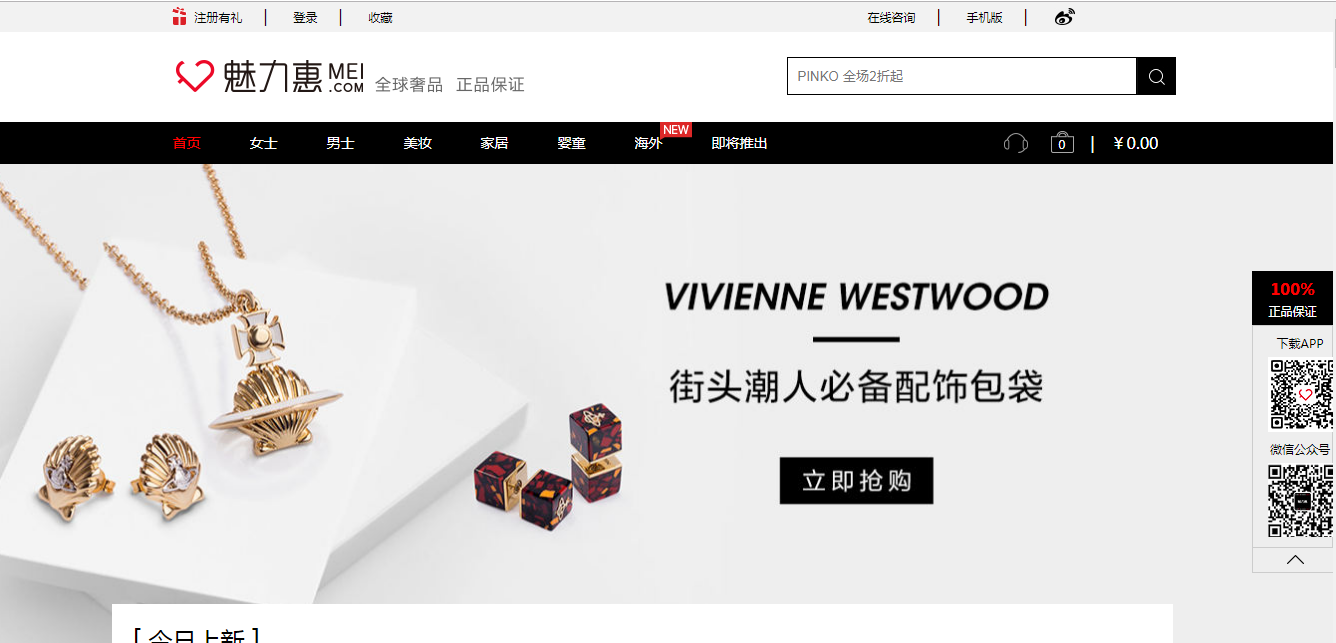 注册有礼 | 登录 | 收藏 在线咨询 | 手机版 |
魅力惠 MEI.COM 全球奢品 正品保证
PINKO 全场2折起
首页 女士 男士 美妆 家居 婴童 海外 NEW 即将推出 0 | ¥0.00
VIVIENNE WESTWOOD
街头潮人必备配饰包袋
立即抢购
100%
正品保证
下载APP
微信公众号
[ 今日上新 ]